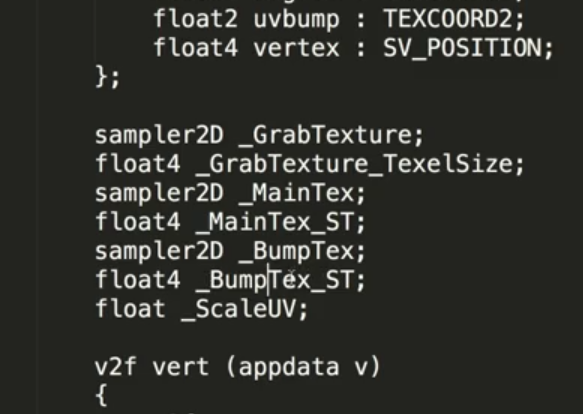 float2 uvbump : TEXCOORD2;
float4 vertex : SV_POSITION;
};
sampler2D _GrabTexture;
float4 _GrabTexture_TexelSize;
sampler2D _MainTex;
float4 _MainTex_ST;
sampler2D _BumpTex;
float4 _BumpTex_ST;
float _ScaleUV;
v2f vert (appdata v)
{